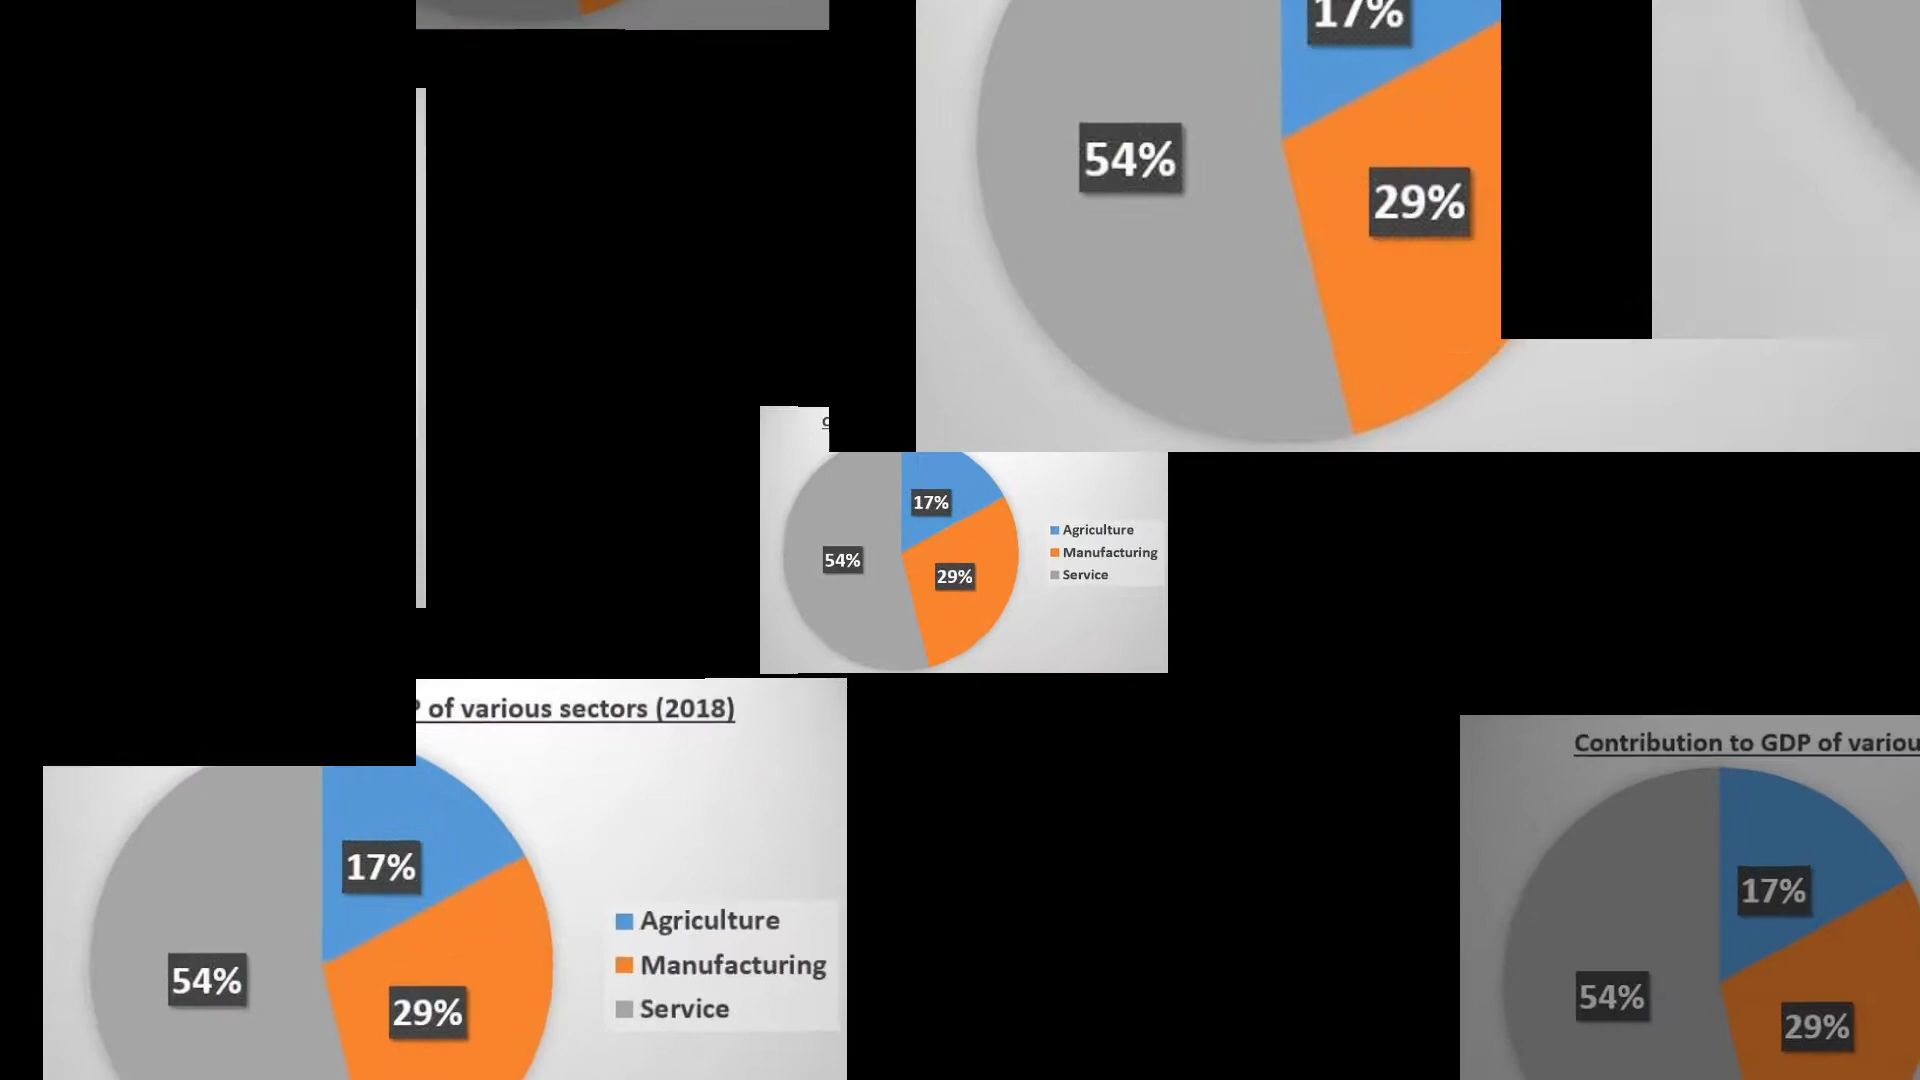 17%
54%
29%
17%
54%
29%
Agriculture
Manufacturing
Service
of various sectors (2018)
17%
54%
29%
Agriculture
Manufacturing
Service
Contribution to GDP of variou
17%
54%
29%